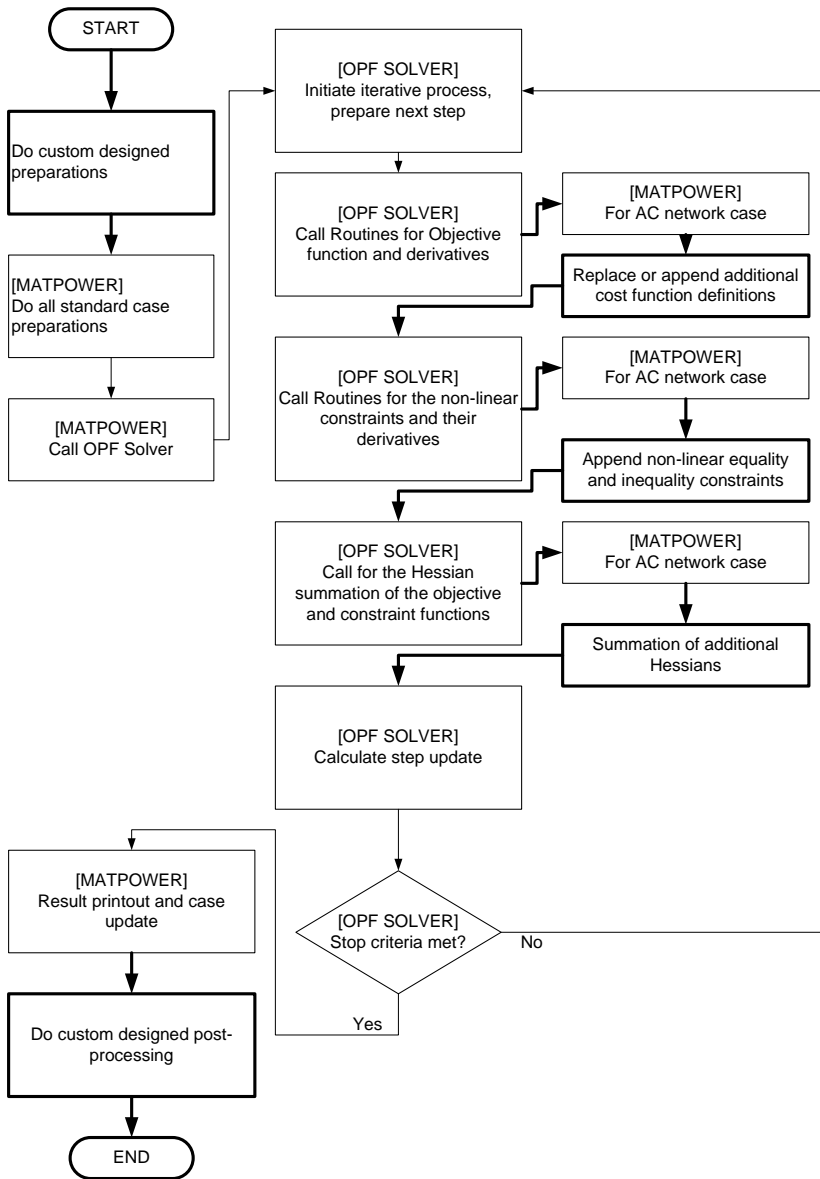 START
Do custom designed
preparations
[MATPOWER]
Do all standard case
preparations
[MATPOWER]
Call OPF Solver
[OPF SOLVER]
Initiate iterative process,
prepare next step
[OPF SOLVER]
Call Routines for Objective
function and derivatives
[MATPOWER]
For AC network case
Replace or append additional
cost function definitions
[OPF SOLVER]
Call Routines for the non-linear
constraints and their
derivatives
[MATPOWER]
For AC network case
Append non-linear equality
and inequality constraints
[OPF SOLVER]
Call for the Hessian
summation of the objective
and constraint functions
[MATPOWER]
For AC network case
Summation of additional
Hessians
[OPF SOLVER]
Calculate step update
[OPF SOLVER]
Stop criteria met?
No
Yes
[MATPOWER]
Result printout and case
update
Do custom designed post-
processing
END